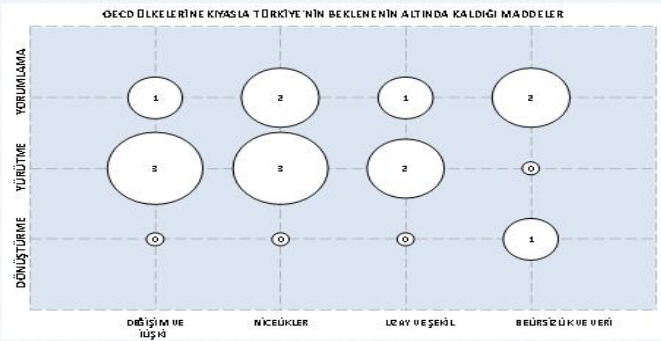 OECD ÜLKELERİNE KIYASLA TÜRKİYE'NİN BEKLENENİN ALTINDA KALDIĞI MADDELER
YORUMLAMA
1 2 1 2
YÜRÜTME
3 3 2 0
DÖNÜŞTÜRME
0 0 0 1
DEĞİŞİM VE NİCELİKLER UZAY VE ŞEKİL BELİRSİZLİK VE VERİ
İLİŞKİ